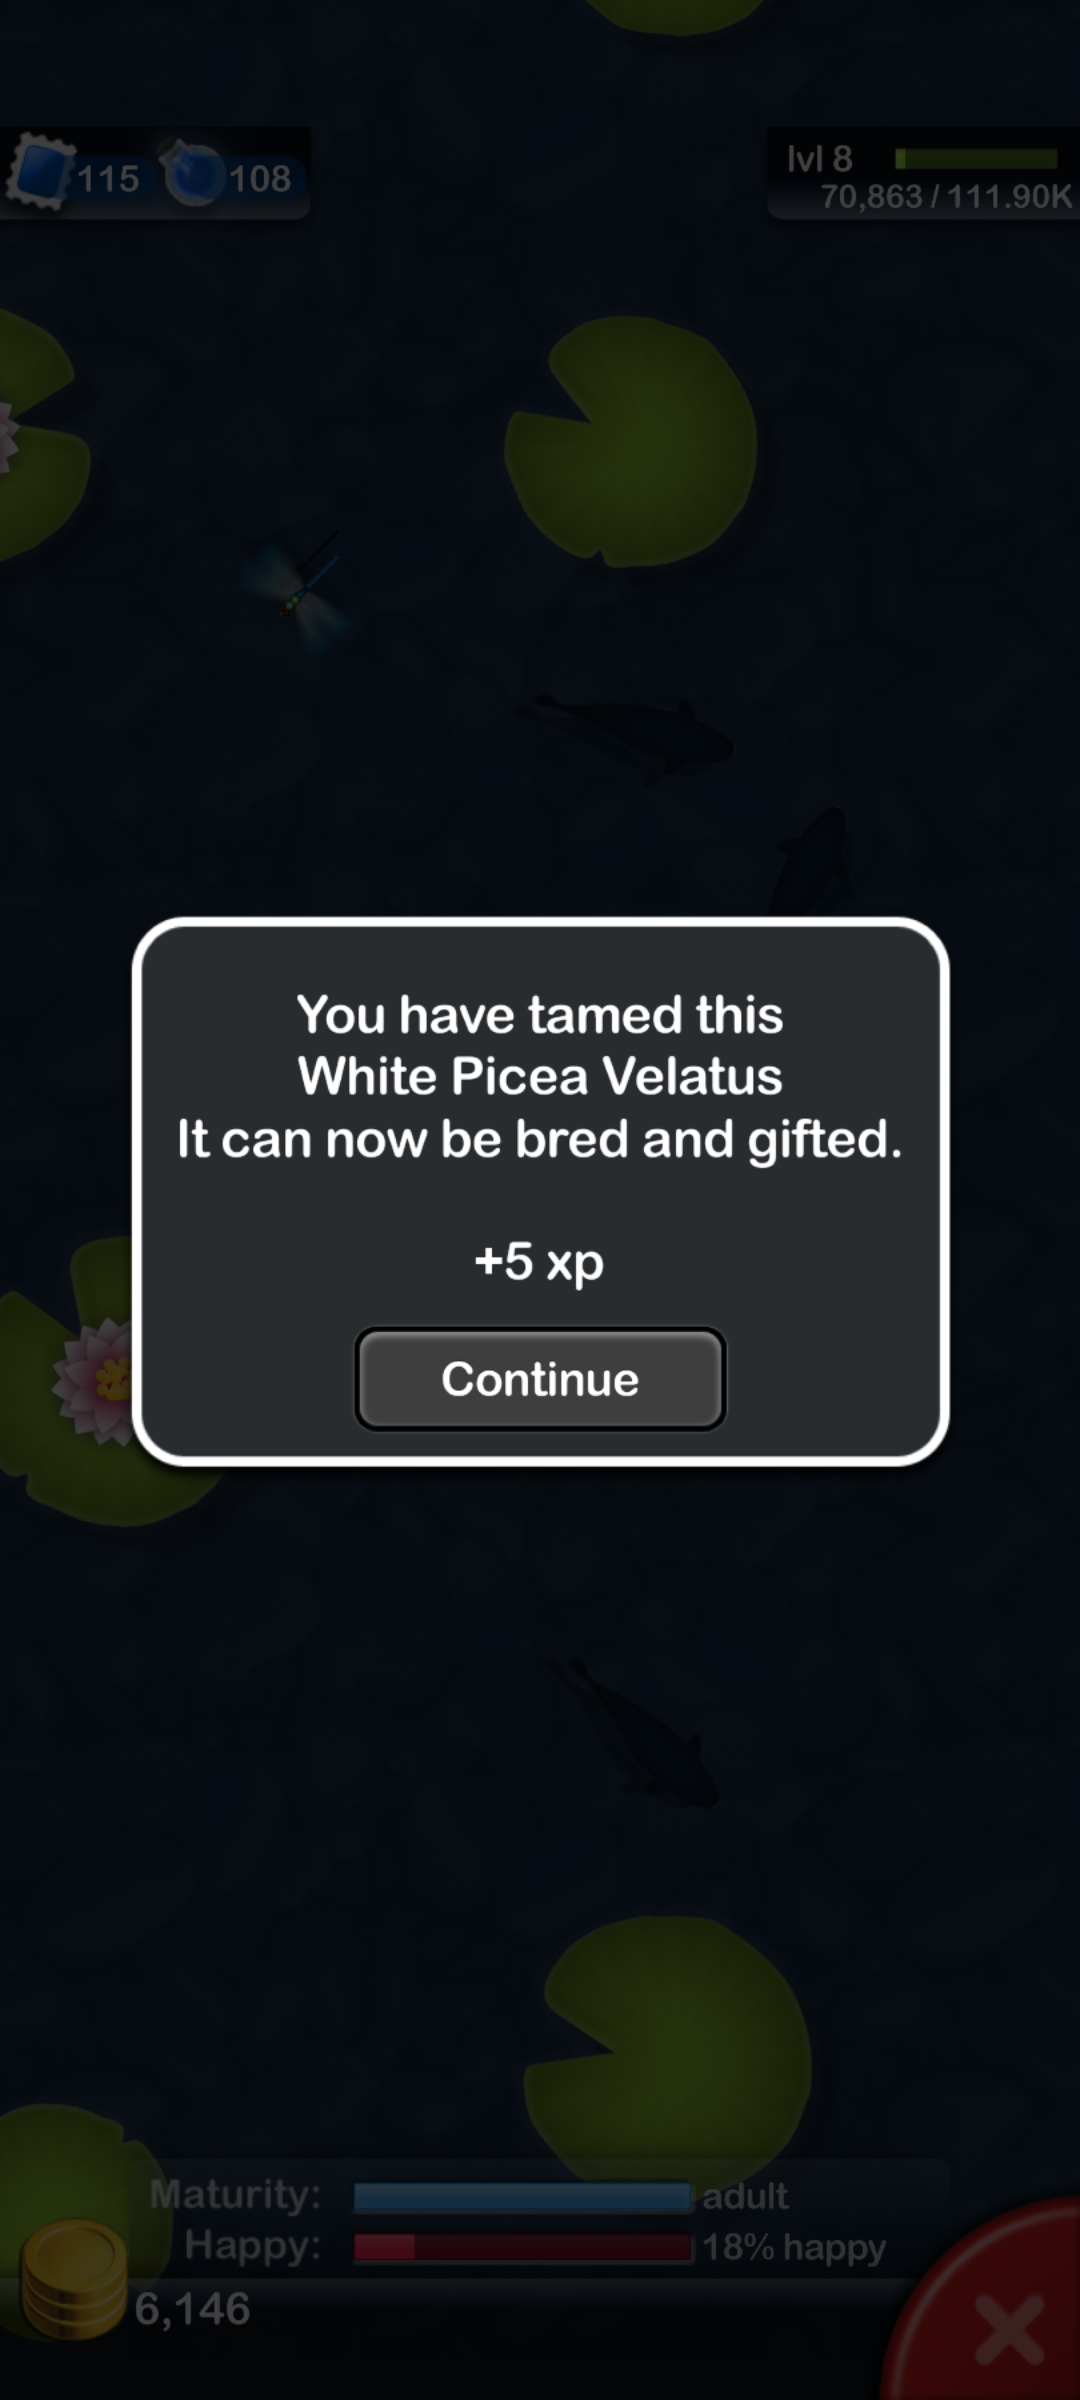 115 108
lvl 8
70,863 / 111.90K
You have tamed this
White Picea Velatus
It can now be bred and gifted.
+5 xp
Continue
Maturity: adult
Happy: 18% happy
6,146